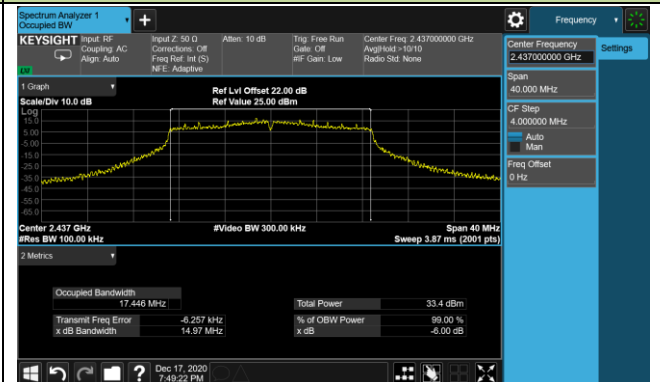 Spectrum Analyzer 1
Occupied BW
+
Frequency
KEYSIGHT
Input: RF
Coupling: AC
Align: Auto
Input Z: 50 Ω
Corrections: Off
Freq Ref: Int (S)
NFE: Adaptive
Atten: 10 dB
Trig: Free Run
Gate: Off
#IF Gain: Low
Center Freq: 2.437000000 GHz
Avg|Hold:>10/10
Radio Std: None
Center Frequency
2.437000000 GHz
Settings
Span
40.000 MHz
CF Step
4.000000 MHz
Auto
Man
Freq Offset
0 Hz
1 Graph
Scale/Div 10.0 dB
Ref Lvl Offset 22.00 dB
Ref Value 25.00 dBm
Log
15.0
5.00
-5.00
-15.0
-25.0
-35.0
-45.0
-55.0
-65.0
Center 2.437 GHz
#Res BW 100.00 kHz
#Video BW 300.00 kHz
Span 40 MHz
Sweep 3.87 ms (2001 pts)
2 Metrics
Occupied Bandwidth
17.446 MHz
Total Power 33.4 dBm
Transmit Freq Error -6.257 kHz
% of OBW Power 99.00 %
x dB Bandwidth 14.97 MHz
x dB -6.00 dB
?
Dec 17, 2020
7:49:22 PM